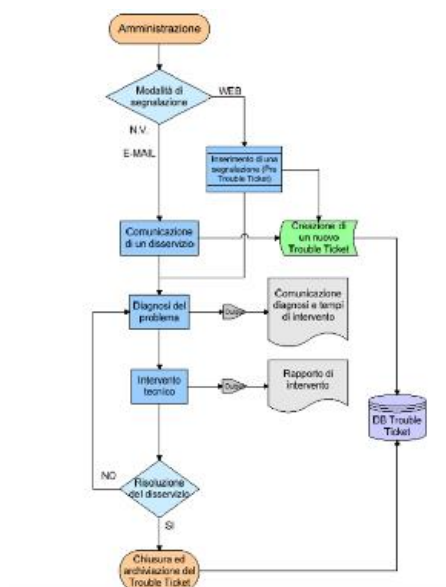 Amministrazione
Modalità di
segnalazione
WEB
N.V.
E-MAIL
Inserimento di una
segnalazione (Pre
Trouble Ticket)
Comunicazione
di un disservizio
Creazione di
un nuovo
Trouble Ticket
Diagnosi del
problema
Output
Comunicazione
diagnosi e tempi
di intervento
Intervento
tecnico
Output
Rapporto di
intervento
DB Trouble
Ticket
NO
Risoluzione
del disservizio
SI
Chiusura ed
archiviazione del
Trouble Ticket